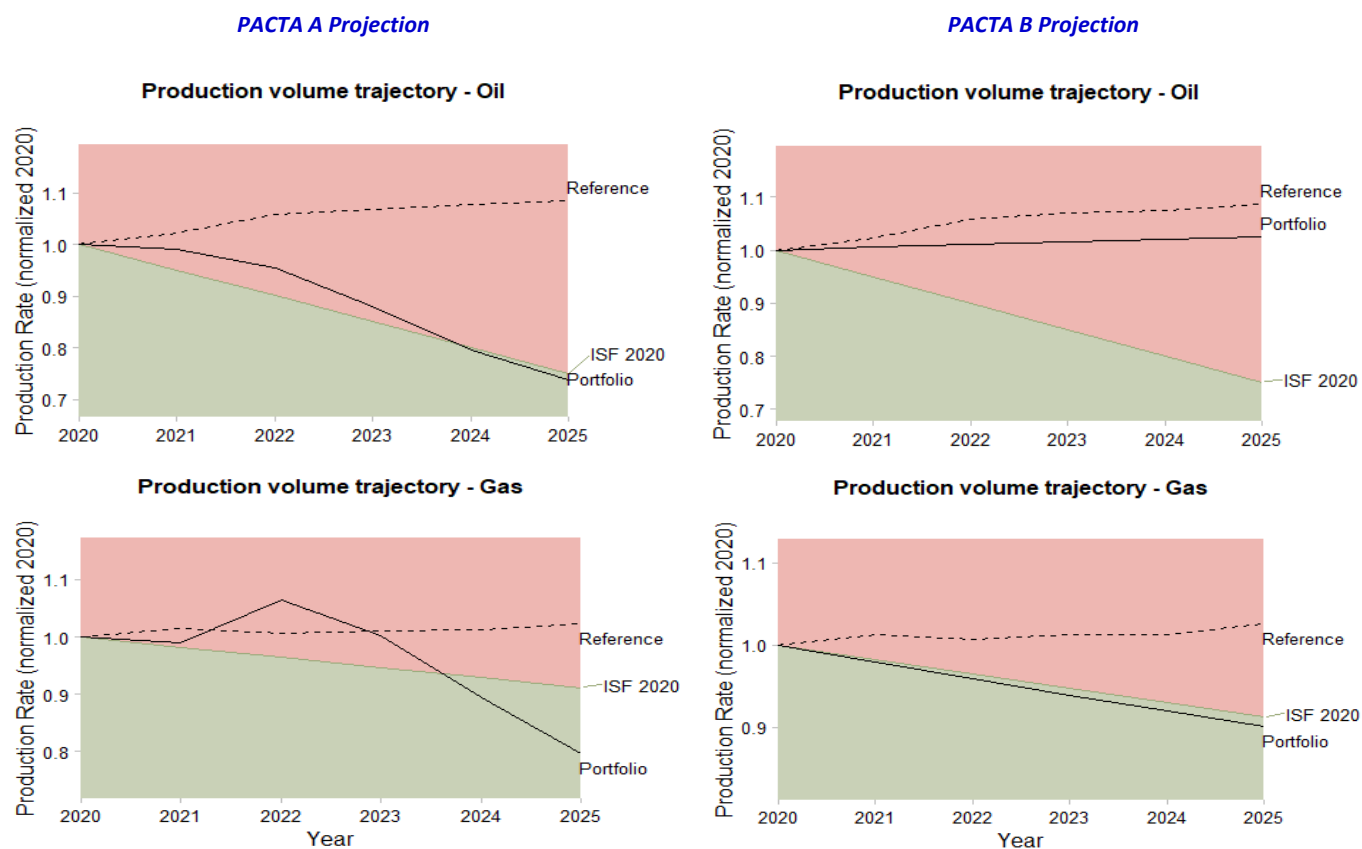 PACTA A Projection
PACTA B Projection
Production volume trajectory - Oil
Production Rate (normalized 2020)
1.1
1.0
0.9
0.8
0.7
Reference
ISF 2020
Portfolio
2020 2021 2022 2023 2024 2025
Production volume trajectory - Oil
Production Rate (normalized 2020)
1.1
1.0
0.9
0.8
0.7
Reference
Portfolio
ISF 2020
2020 2021 2022 2023 2024 2025
Production volume trajectory - Gas
Production Rate (normalized 2020)
1.1
1.0
0.9
0.8
Reference
ISF 2020
Portfolio
2020 2021 2022 2023 2024 2025
Year
Production volume trajectory - Gas
Production Rate (normalized 2020)
1.1
1.0
0.9
Reference
ISF 2020
Portfolio
2020 2021 2022 2023 2024 2025
Year